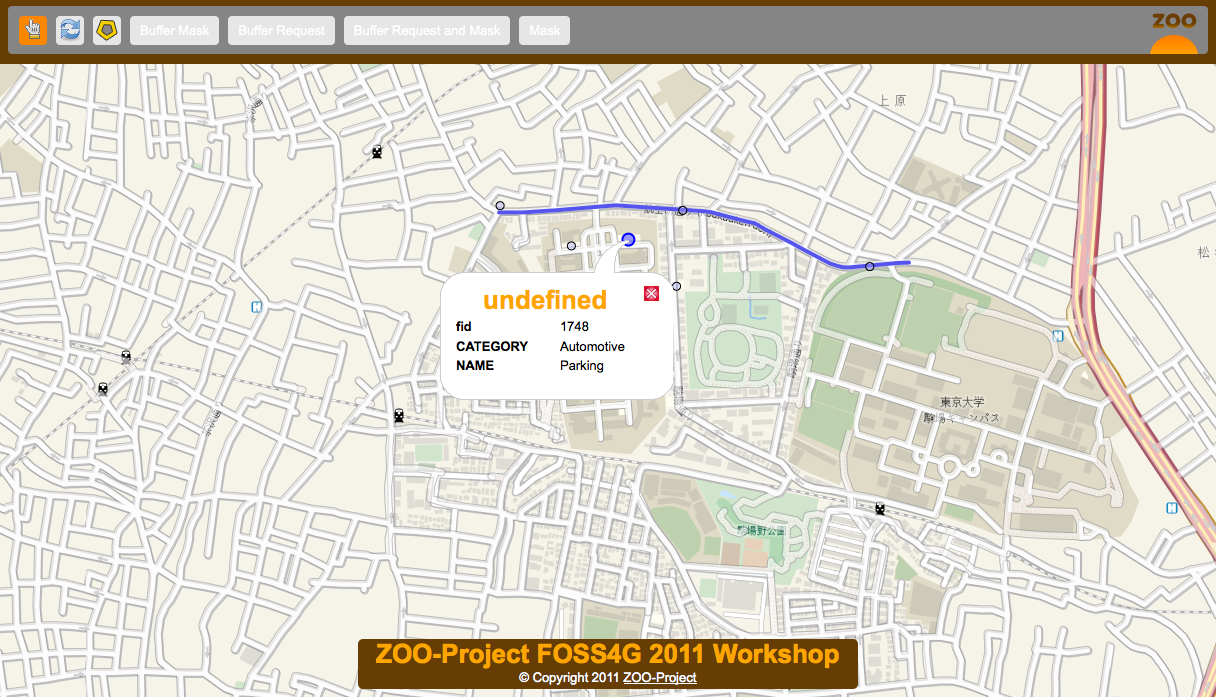 Buffer Mask
Buffer Request
Buffer Request and Mask
Mask
ZOO
上原
松
undefined
fid 1748
CATEGORY Automotive
NAME Parking
東京大学
駒場キャンパス
駒場野公園
ZOO-Project FOSS4G 2011 Workshop
© Copyright 2011 ZOO-Project